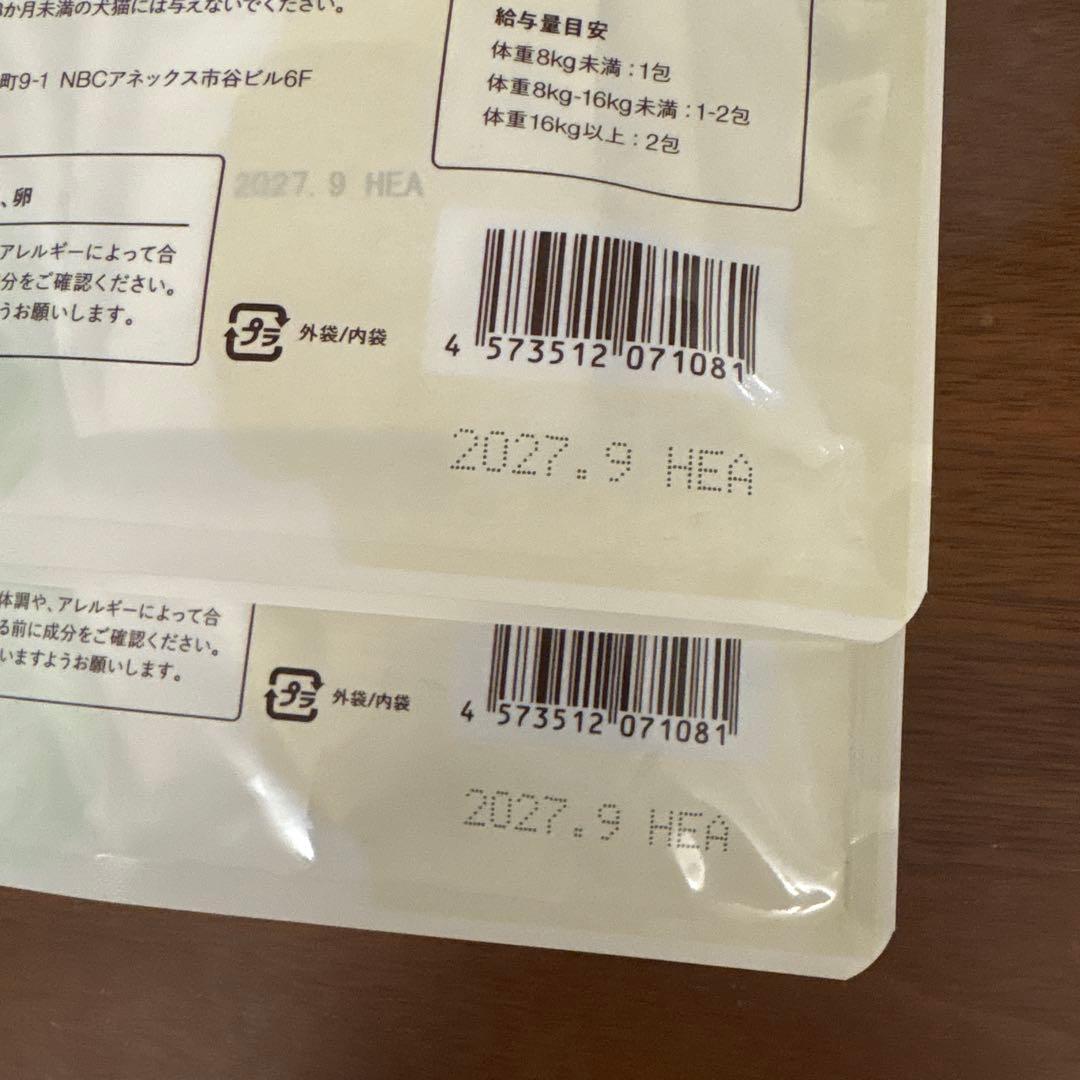 か月未満の犬猫には与えないでください。
町9-1 NBCアネックス市谷ビル6F
給与量目安
体重8kg未満：1包
体重8kg-16kg未満：1-2包
体重16kg以上：2包
2027. 9 HEA
、卵
アレルギーによって合
分をご確認ください。
うお願いします。
プラ 外袋/内袋
4 573512 071081
2027. 9 HEA
体調や、アレルギーによって合
る前に成分をご確認ください。
いますようお願いします。
プラ 外袋/内袋
4 573512 071081
2027. 9 HEA